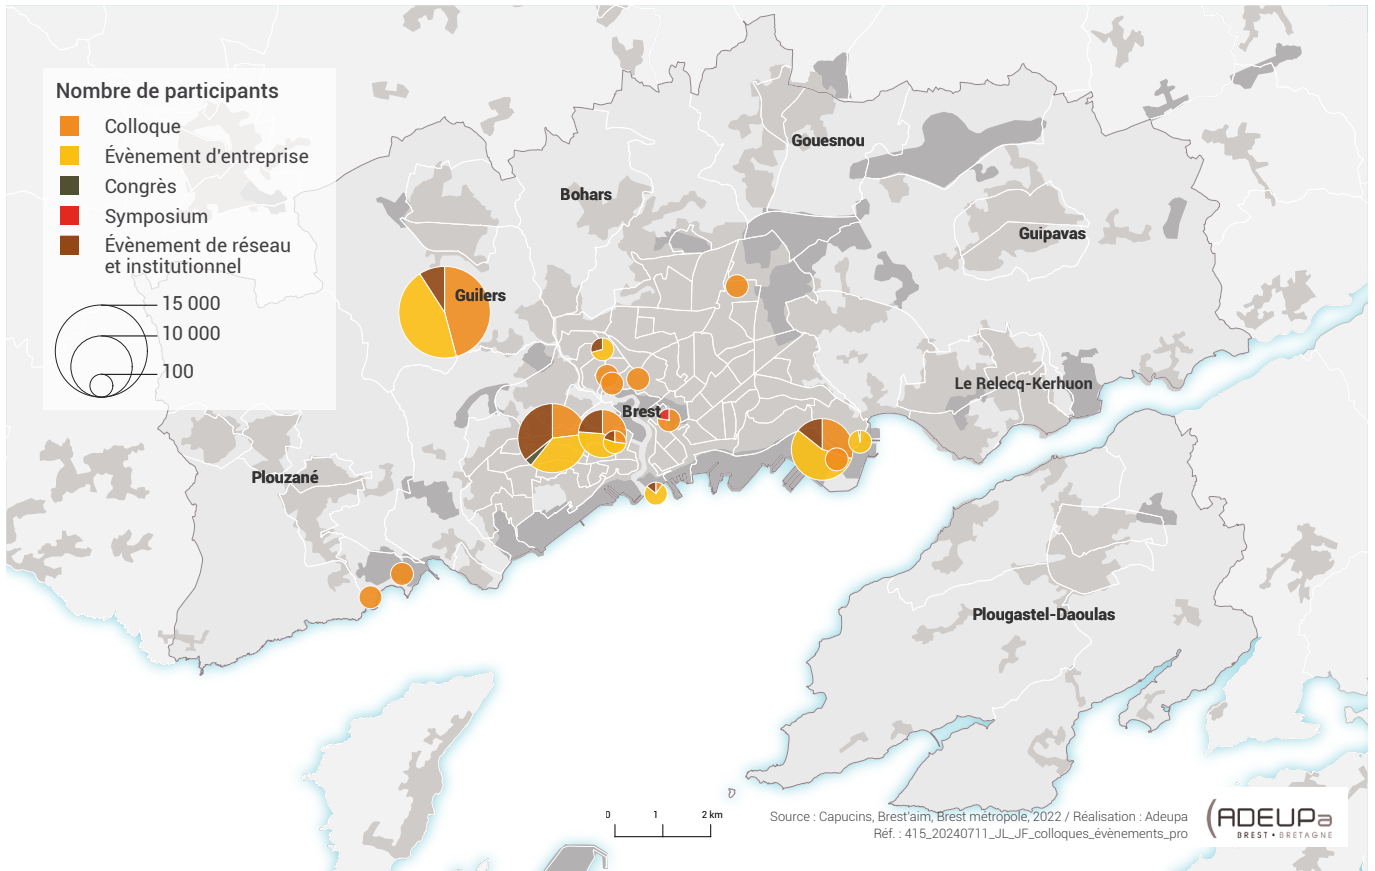 Nombre de participants
Colloque
Évènement d'entreprise
Congrès
Symposium
Évènement de réseau
et institutionnel
15 000
10 000
100
Gouesnou
Bohars
Guipavas
Guilers
Le Relecq-Kerhuon
Brest
Plouzané
Plougastel-Daoulas
0 1 2 km
Source : Capucins, Brest'aim, Brest métropole, 2022 / Réalisation : Adeupa
Réf. : 415_20240711_JL_JF_colloques_évènements_pro
ADEUPa
BREST • BRETAGNE